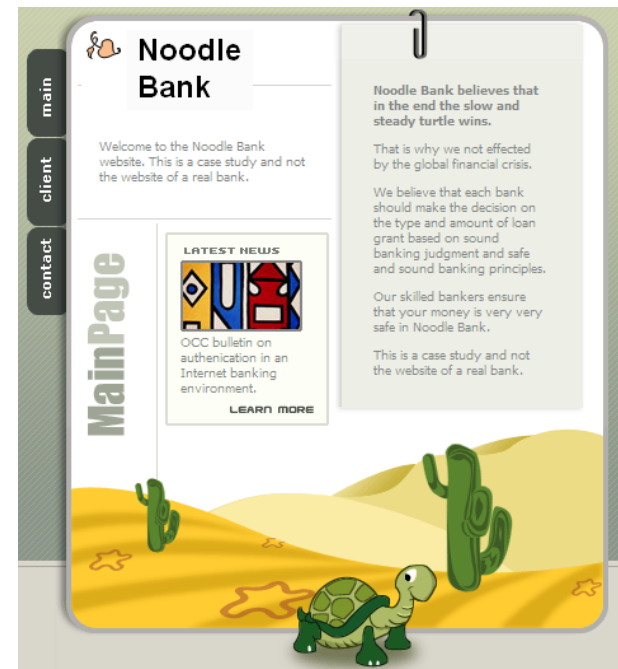 main
client
contact
Noodle
Bank
Welcome to the Noodle Bank
website. This is a case study and not
the website of a real bank.
MainPage
LATEST NEWS
OCC bulletin on
authenication in an
Internet banking
environment.
LEARN MORE
Noodle Bank believes that
in the end the slow and
steady turtle wins.
That is why we not effected
by the global financial crisis.
We believe that each bank
should make the decision on
the type and amount of loan
grant based on sound
banking judgment and safe
and sound banking principles.
Our skilled bankers ensure
that your money is very very
safe in Noodle Bank.
This is a case study and not
the website of a real bank.